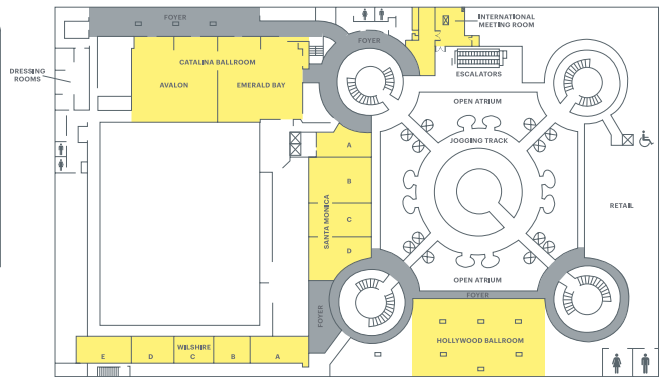 FOYER
INTERNATIONAL
MEETING ROOM
FOYER
CATALINA BALLROOM
DRESSING
ROOMS
ESCALATORS
AVALON
EMERALD BAY
OPEN ATRIUM
A
JOGGING TRACK
B
SANTA MONICA
RETAIL
C
D
OPEN ATRIUM
FOYER
FOYER
HOLLYWOOD BALLROOM
WILSHIRE
E
D
C
B
A